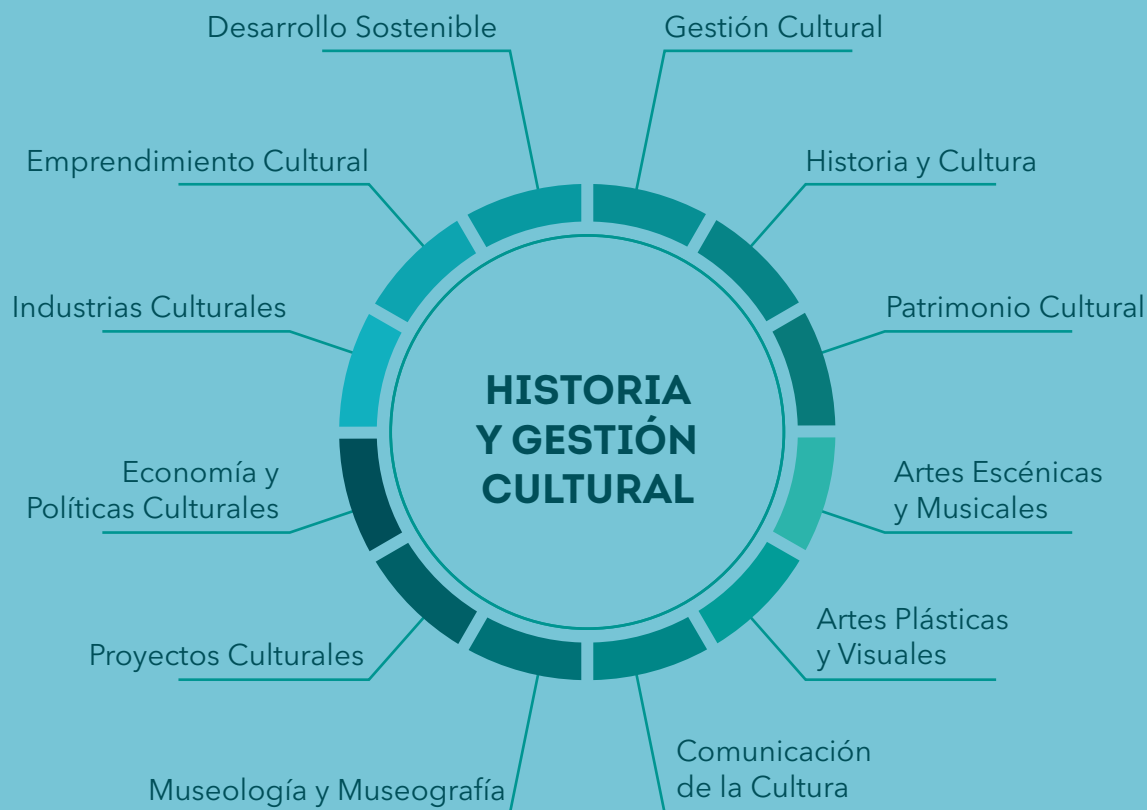 Desarrollo Sostenible
Gestión Cultural
Emprendimiento Cultural
Historia y Cultura
Industrias Culturales
Patrimonio Cultural
HISTORIA
Y GESTIÓN
CULTURAL
Economía y
Políticas Culturales
Artes Escénicas
y Musicales
Proyectos Culturales
Artes Plásticas
y Visuales
Museología y Museografía
Comunicación
de la Cultura